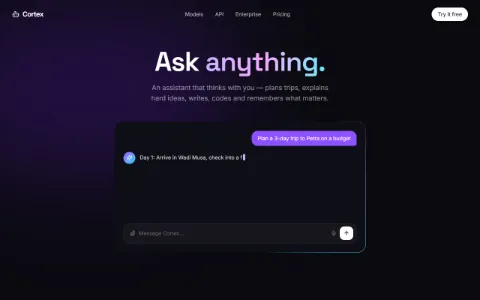 Cortex
Models
API
Enterprise
Pricing
Try it free
Ask anything.
An assistant that thinks with you — plans trips, explains
hard ideas, writes, codes and remembers what matters.
Plan a 3-day trip to Petra on a budget
Day 1: Arrive in Wadi Musa, check into a f
Message Cortex...